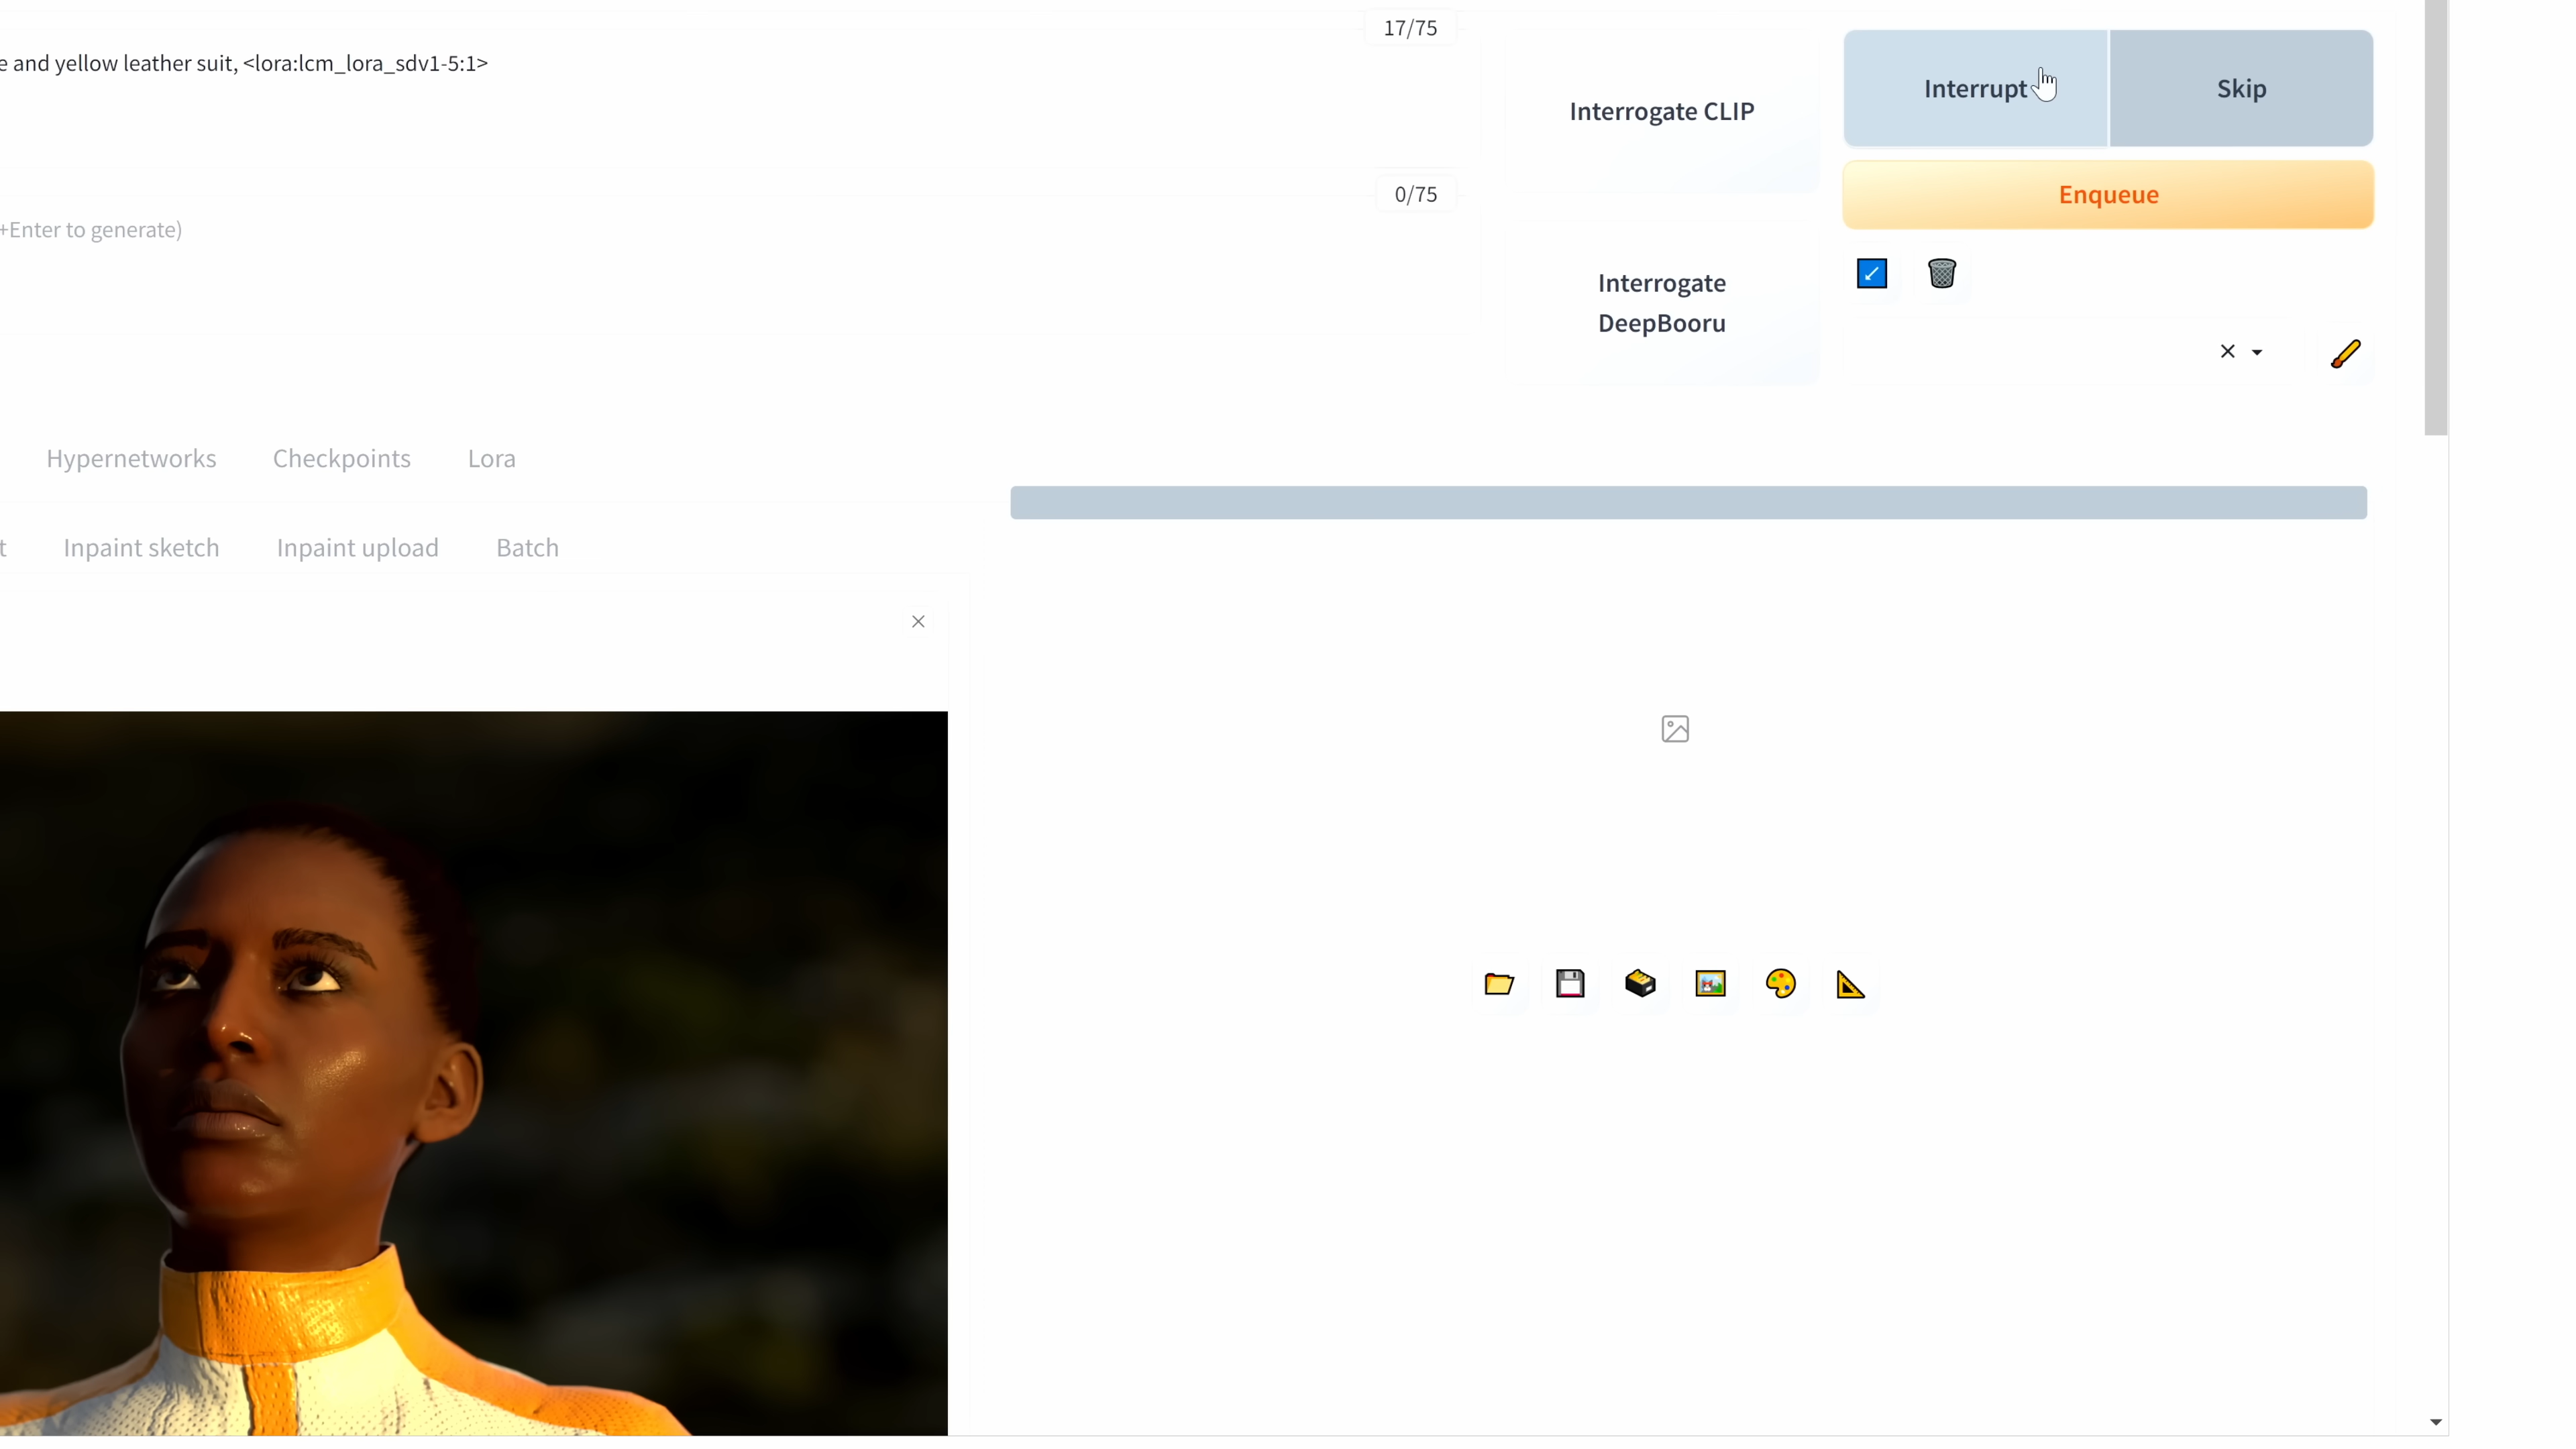 17/75
e and yellow leather suit, <lora:lcm_lora_sdv1-5:1>
Interrupt
Skip
Interrogate CLIP
Enqueue
0/75
+Enter to generate)
Interrogate
DeepBooru
Hypernetworks
Checkpoints
Lora
t
Inpaint sketch
Inpaint upload
Batch